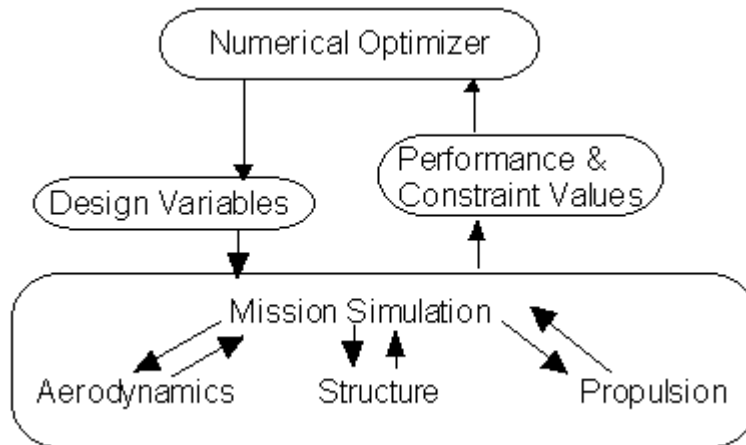 Numerical Optimizer
Performance &
Constraint Values
Design Variables
Mission Simulation
Aerodynamics
Structure
Propulsion